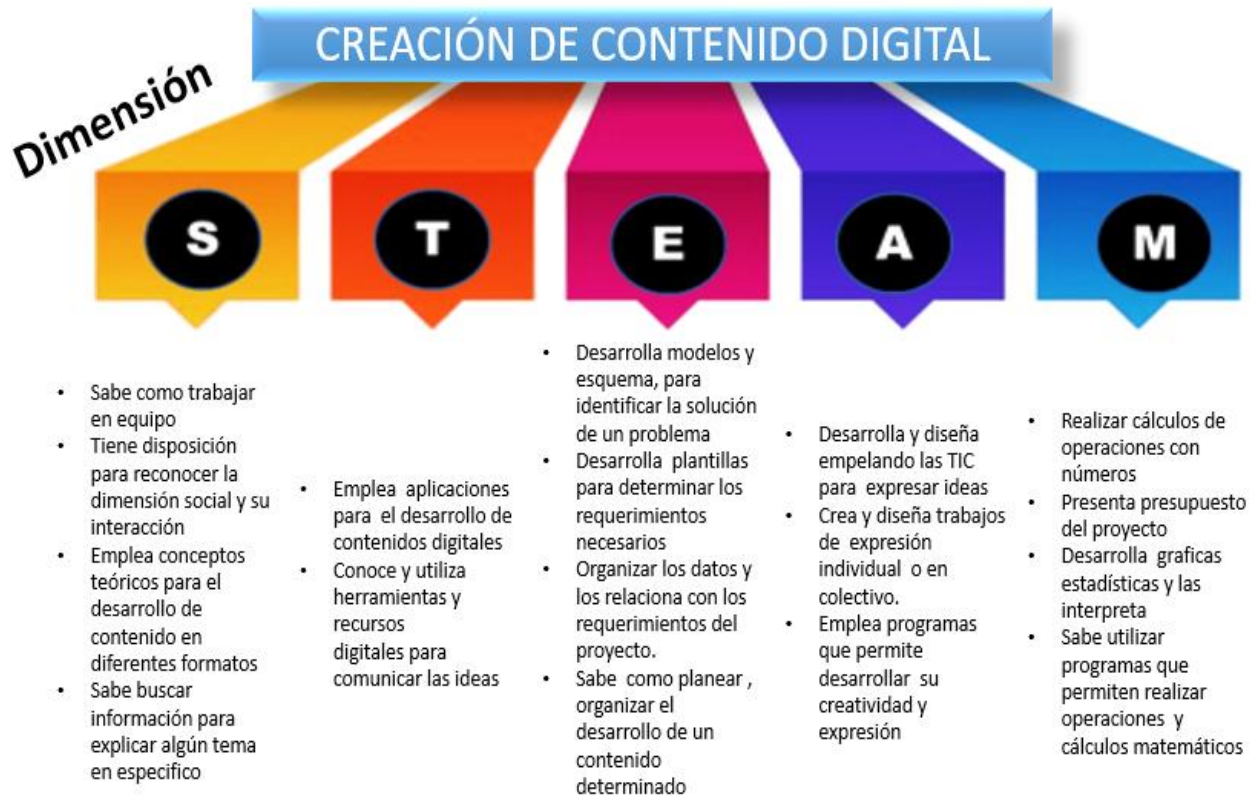 CREACIÓN DE CONTENIDO DIGITAL
Dimensión
S
T
E
A
M
• Sabe como trabajar
en equipo
• Tiene disposición
para reconocer la
dimensión social y su
interacción
• Emplea conceptos
teóricos para el
desarrollo de
contenido en
diferentes formatos
• Sabe buscar
información para
explicar algún tema
en especifico
• Emplea aplicaciones
para el desarrollo de
contenidos digitales
• Conoce y utiliza
herramientas y
recursos
digitales para
comunicar las ideas
• Desarrolla modelos y
esquema, para
identificar la solución
de un problema
• Desarrolla plantillas
para determinar los
requerimientos
necesarios
• Organizar los datos y
los relaciona con los
requerimientos del
proyecto.
• Sabe como planear ,
organizar el
desarrollo de un
contenido
determinado
• Desarrolla y diseña
empelando las TIC
para expresar ideas
• Crea y diseña trabajos
de expresión
individual o en
colectivo.
• Emplea programas
que permite
desarrollar su
creatividad y
expresión
• Realizar cálculos de
operaciones con
números
• Presenta presupuesto
del proyecto
• Desarrolla graficas
estadísticas y las
interpreta
• Sabe utilizar
programas que
permiten realizar
operaciones y
cálculos matemáticos